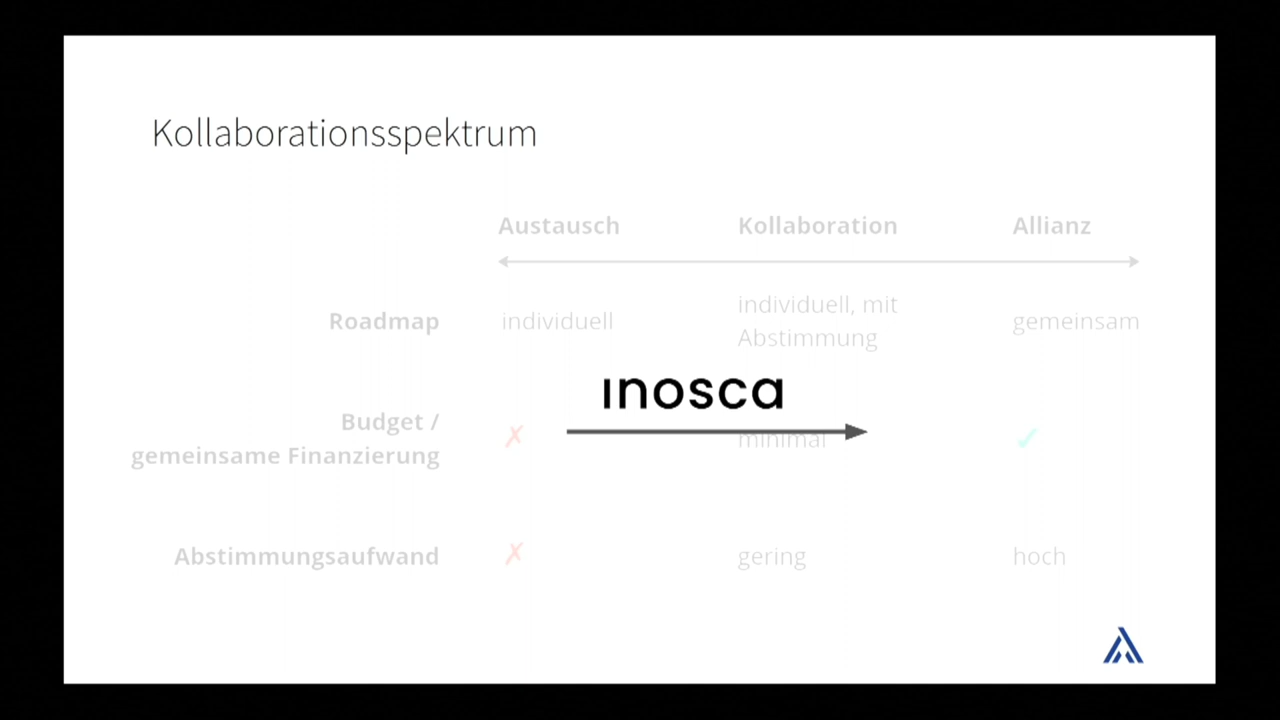 Kollaborationsspektrum
Austausch Kollaboration Allianz
Roadmap individuell individuell, mit Abstimmung gemeinsam
inosca
Budget / gemeinsame Finanzierung ✗ minimal ✓
Abstimmungsaufwand ✗ gering hoch